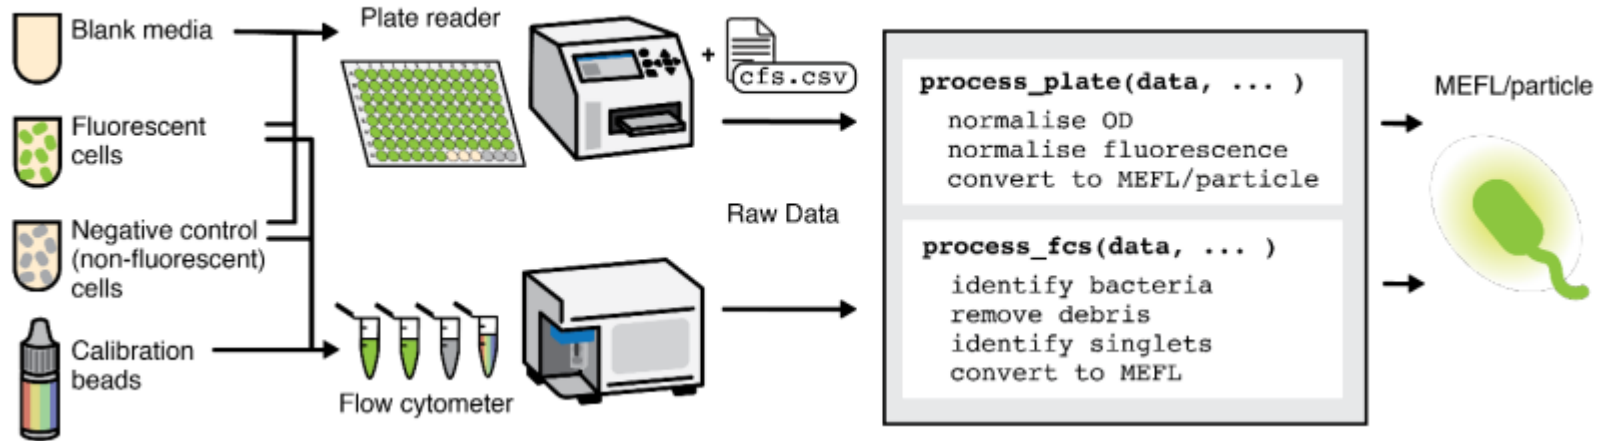 Blank media
Fluorescent
cells
Negative control
(non-fluorescent)
cells
Calibration
beads
Plate reader
+
cfs.csv
Flow cytometer
Raw Data
process_plate(data, ... )
normalise OD
normalise fluorescence
convert to MEFL/particle
process_fcs(data, ... )
identify bacteria
remove debris
identify singlets
convert to MEFL
MEFL/particle